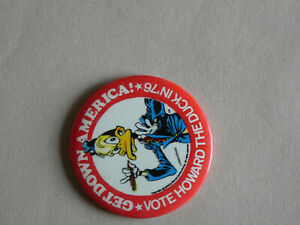 GET DOWN AMERICA!
★VOTE HOWARD THE DUCK IN '76★